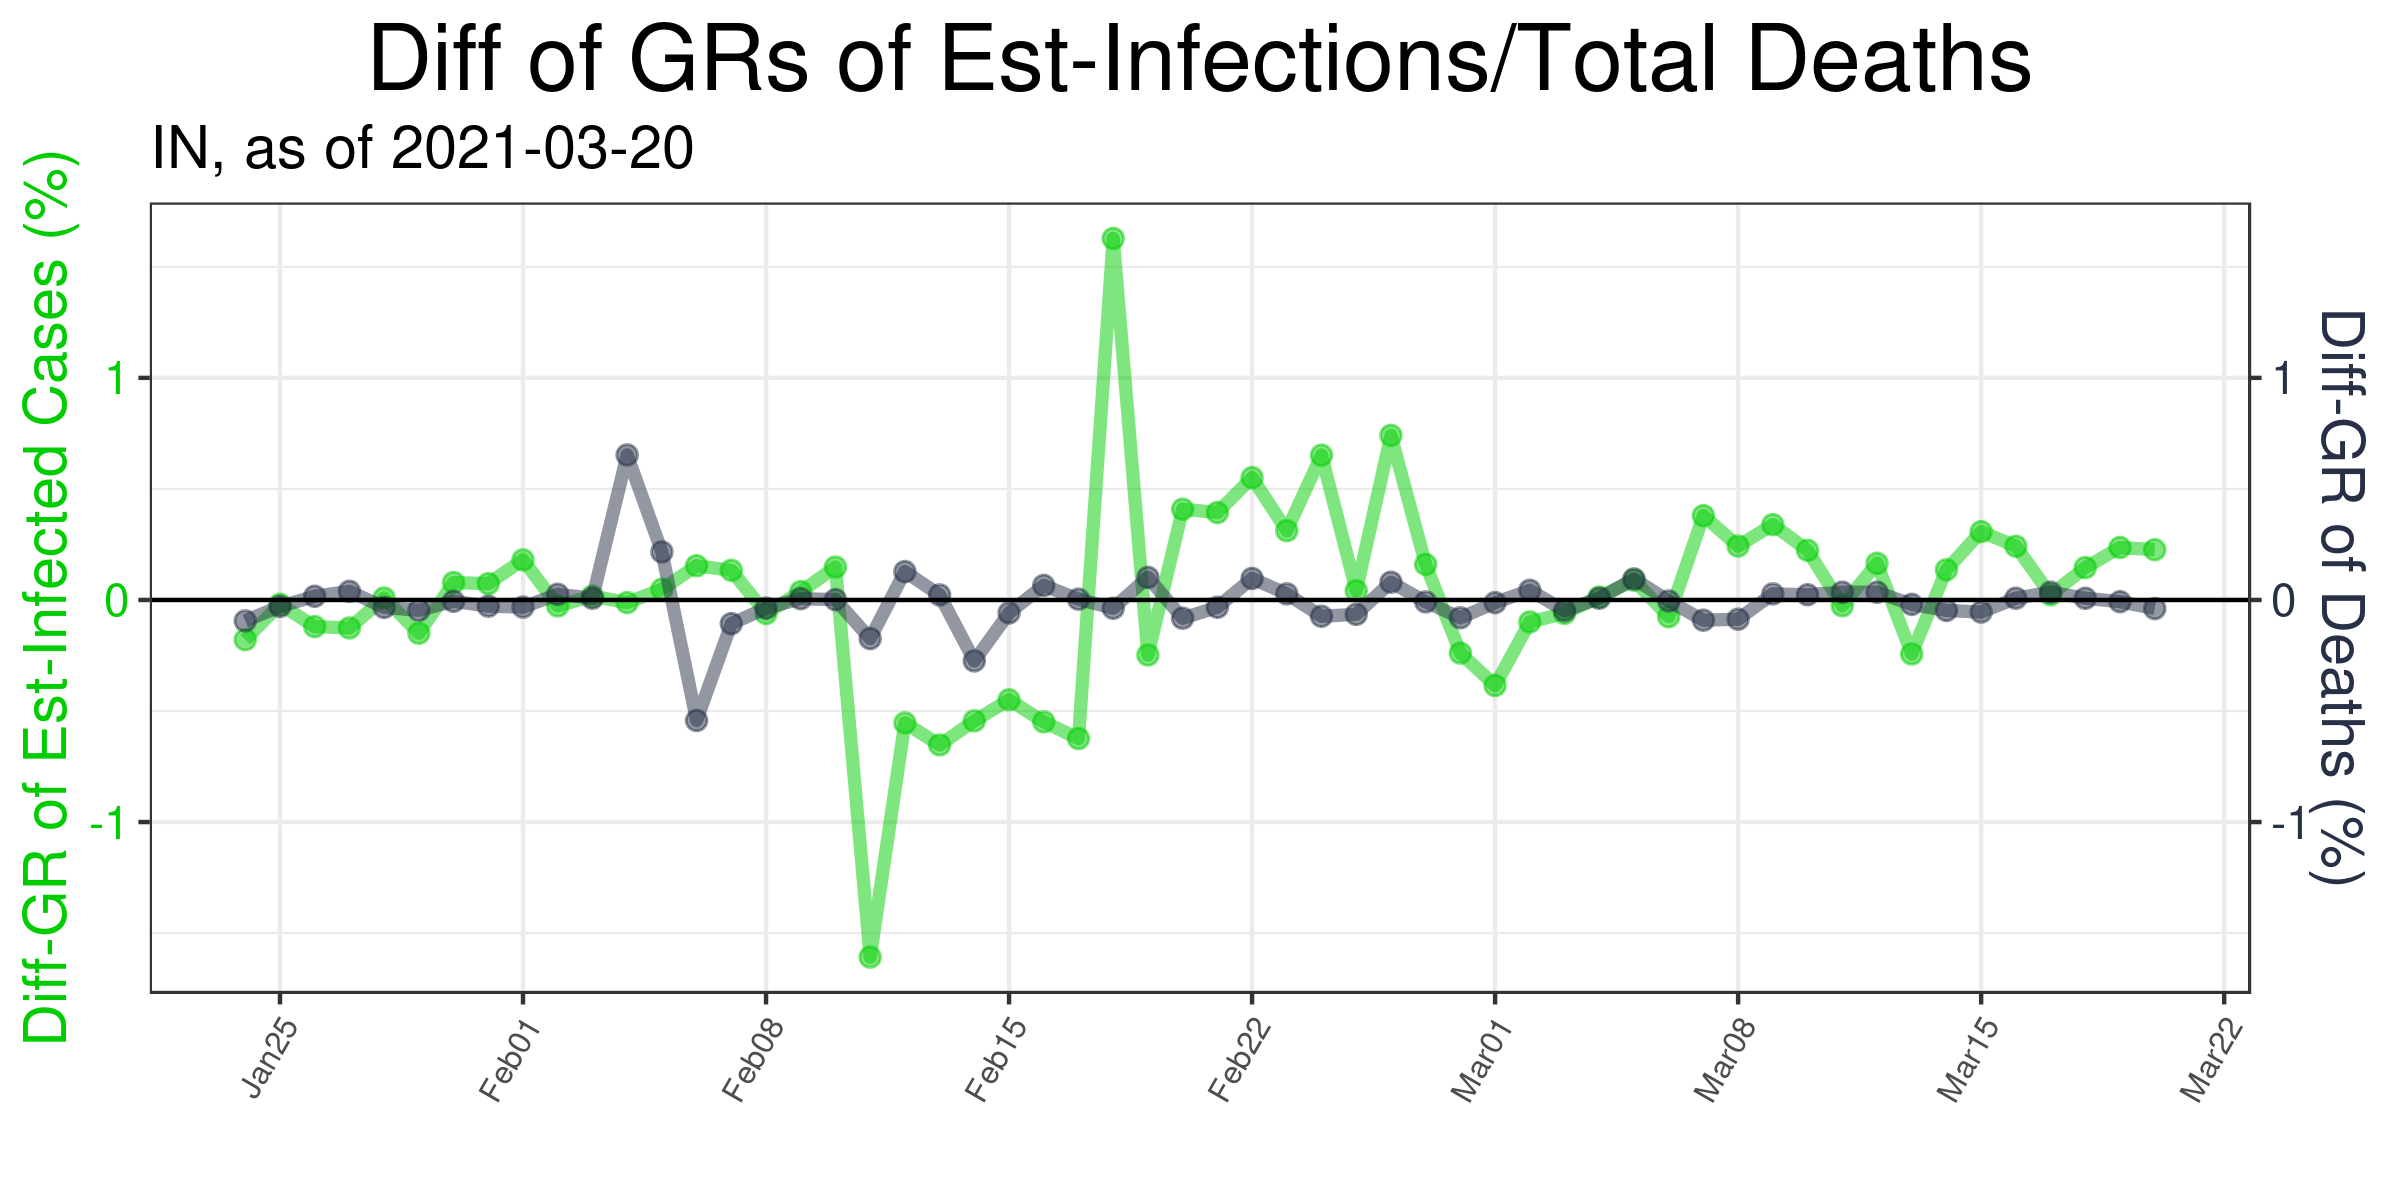 Diff of GRs of Est-Infections/Total Deaths
IN, as of 2021-03-20
Diff-GR of Est-Infected Cases (%)
1
0
-1
1
0
-1
Diff-GR of Deaths (%)
Jan25
Feb01
Feb08
Feb15
Feb22
Mar01
Mar08
Mar15
Mar22